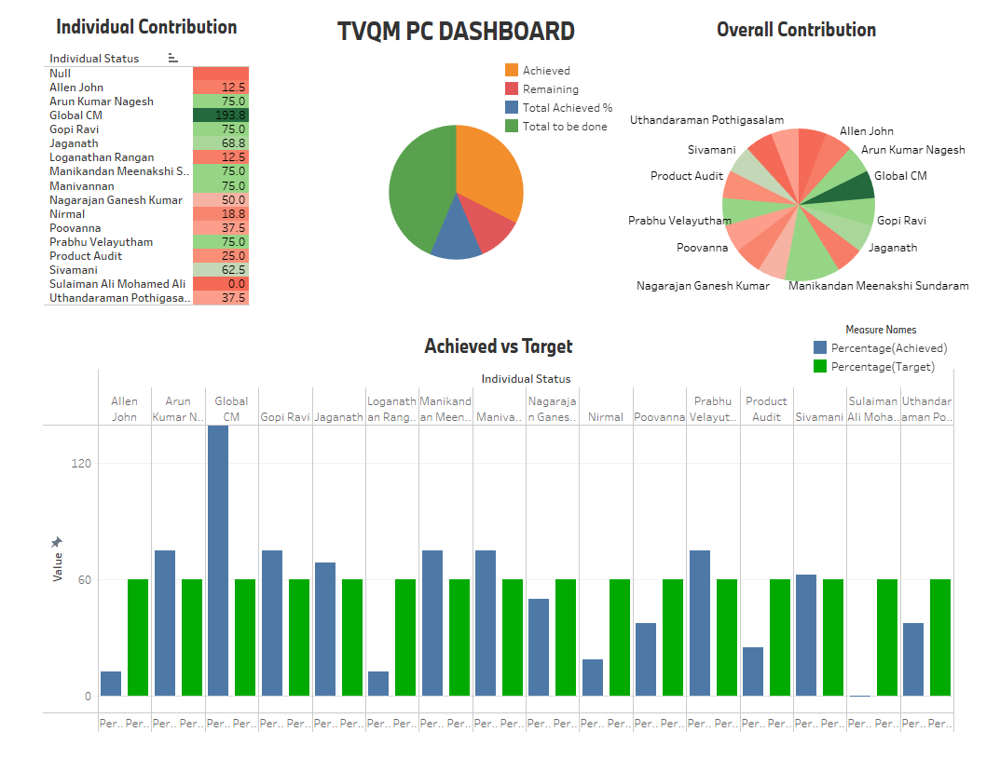 Individual Contribution
TVQM PC DASHBOARD
Overall Contribution
Individual Status
Null
Allen John 12.5
Arun Kumar Nagesh 75.0
Global CM 193.8
Gopi Ravi 75.0
Jaganath 68.8
Loganathan Rangan 12.5
Manikandan Meenakshi S.. 75.0
Manivannan 75.0
Nagarajan Ganesh Kumar 50.0
Nirmal 18.8
Poovanna 37.5
Prabhu Velayutham 75.0
Product Audit 25.0
Sivamani 62.5
Sulaiman Ali Mohamed Ali 0.0
Uthandaraman Pothigasa.. 37.5
Achieved
Remaining
Total Achieved %
Total to be done
Uthandaraman Pothigasalam
Allen John
Sivamani
Arun Kumar Nagesh
Product Audit
Global CM
Prabhu Velayutham
Gopi Ravi
Poovanna
Jaganath
Nagarajan Ganesh Kumar
Manikandan Meenakshi Sundaram
Achieved vs Target
Measure Names
Percentage(Achieved)
Percentage(Target)
Individual Status
Allen Arun Global Loganath Manikand Nagaraja Prabhu Product Sulaiman Uthandar
John Kumar N.. CM Gopi Ravi Jaganath an Rang.. an Meen.. Maniva.. n Ganes.. Nirmal Poovanna Velayut.. Audit Sivamani Ali Moha.. aman Po..
120
60
0
Value
Per.. Per.. Per.. Per.. Per.. Per.. Per.. Per.. Per.. Per.. Per.. Per.. Per.. Per.. Per.. Per.. Per.. Per.. Per.. Per.. Per.. Per.. Per.. Per.. Per.. Per.. Per.. Per.. Per.. Per.. Per.. Per..